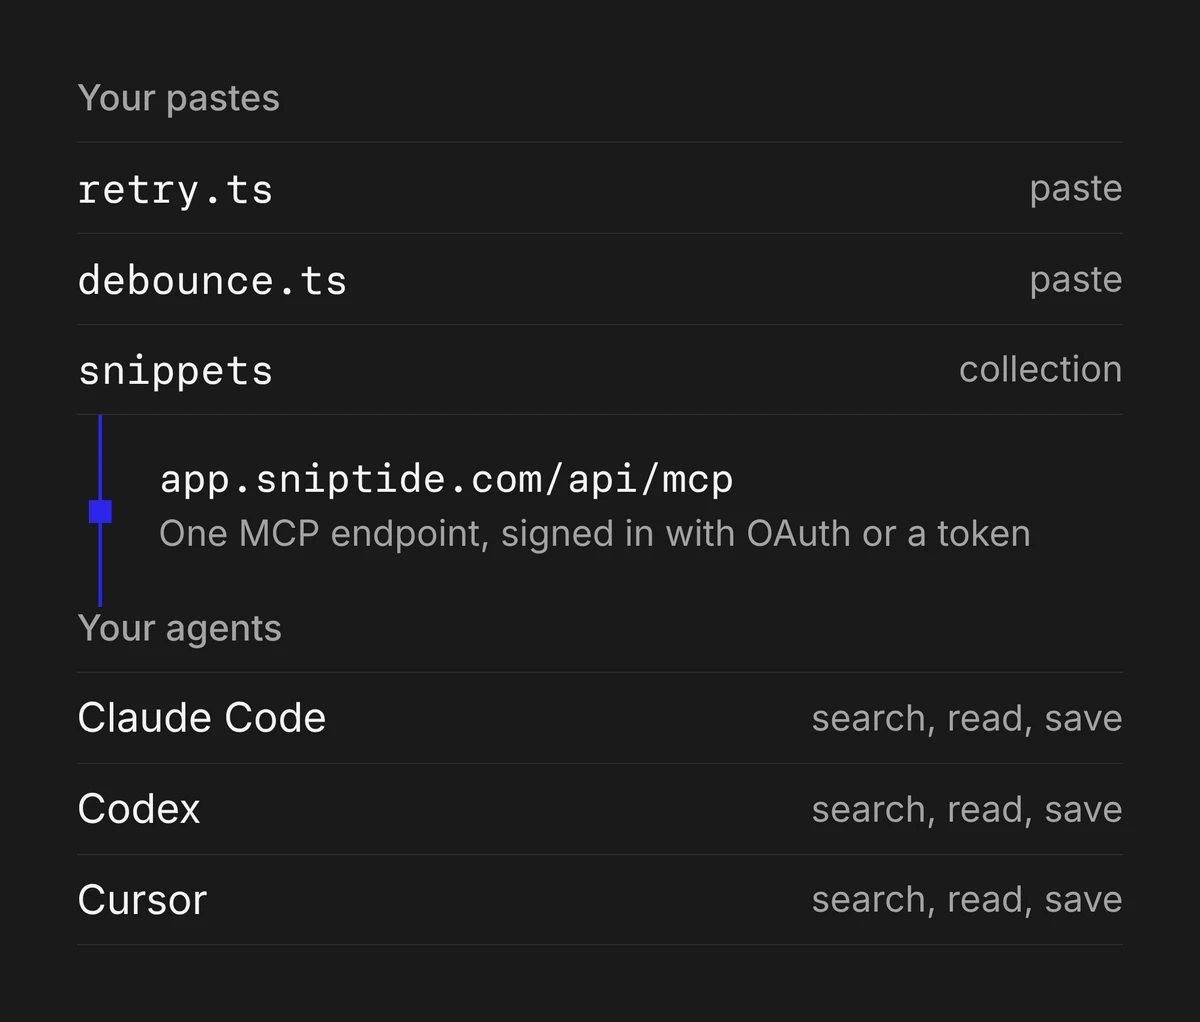 Your pastes
retry.ts paste
debounce.ts paste
snippets collection
app.sniptide.com/api/mcp
One MCP endpoint, signed in with OAuth or a token
Your agents
Claude Code search, read, save
Codex search, read, save
Cursor search, read, save